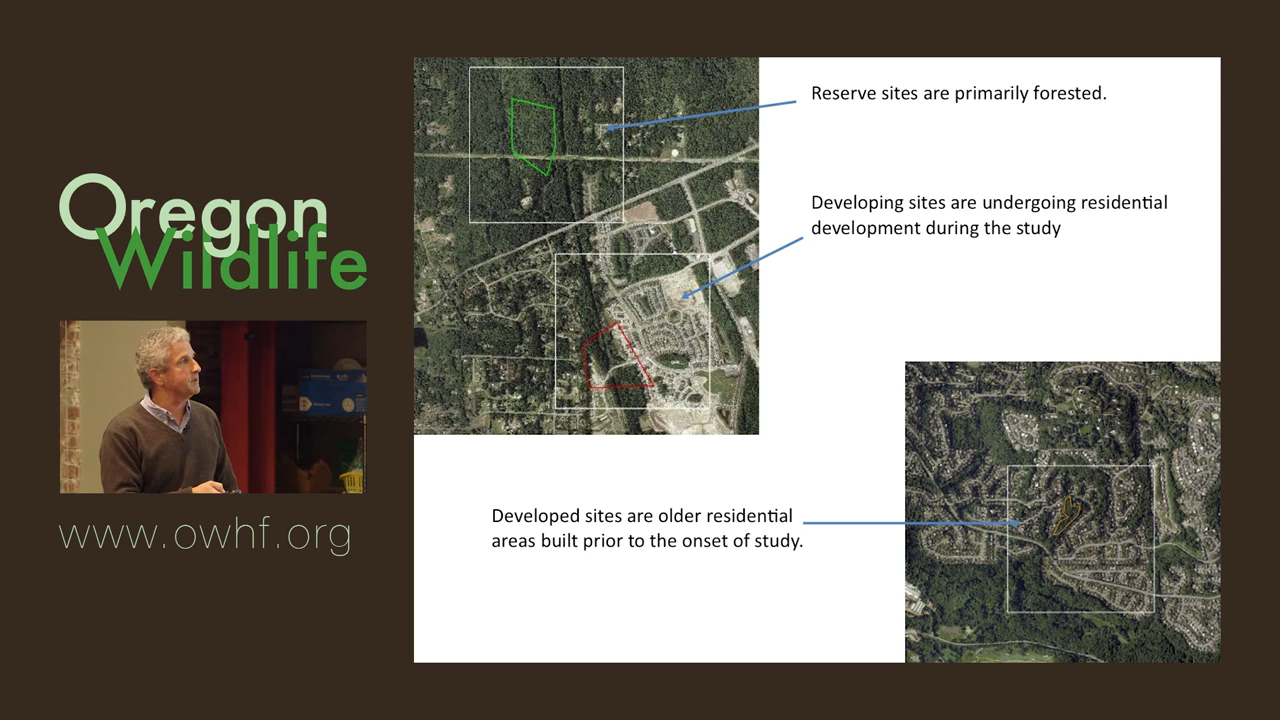 Oregon
Wildlife
www.owhf.org
Reserve sites are primarily forested.
Developing sites are undergoing residential
development during the study
Developed sites are older residential
areas built prior to the onset of study.